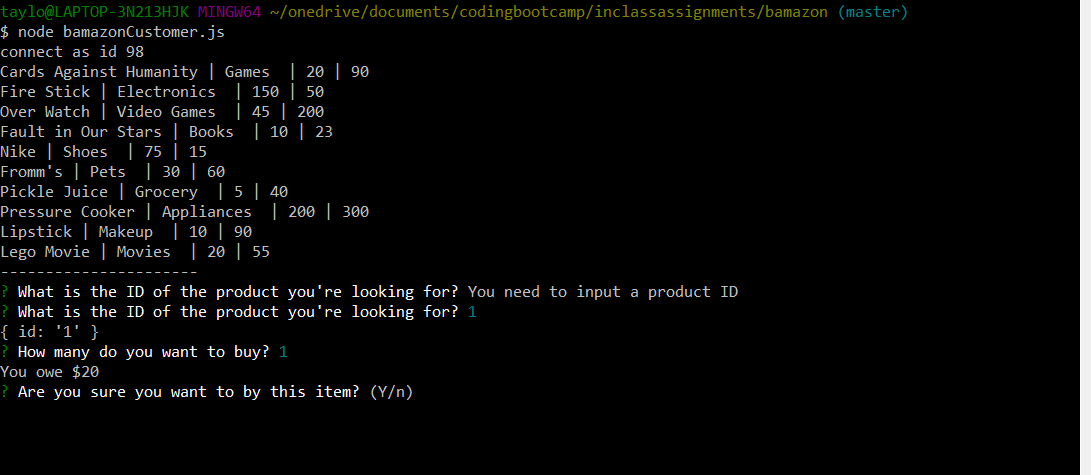 taylo@LAPTOP-3N213HJK MINGW64 ~/onedrive/documents/codingbootcamp/inclassassignments/bamazon (master)
$ node bamazonCustomer.js
connect as id 98
Cards Against Humanity | Games  | 20 | 90
Fire Stick | Electronics  | 150 | 50
Over Watch | Video Games  | 45 | 200
Fault in Our Stars | Books  | 10 | 23
Nike | Shoes  | 75 | 15
Fromm's | Pets  | 30 | 60
Pickle Juice | Grocery  | 5 | 40
Pressure Cooker | Appliances  | 200 | 300
Lipstick | Makeup  | 10 | 90
Lego Movie | Movies  | 20 | 55
----------------------
? What is the ID of the product you're looking for? You need to input a product ID
? What is the ID of the product you're looking for? 1
{ id: '1' }
? How many do you want to buy? 1
You owe $20
? Are you sure you want to by this item? (Y/n)